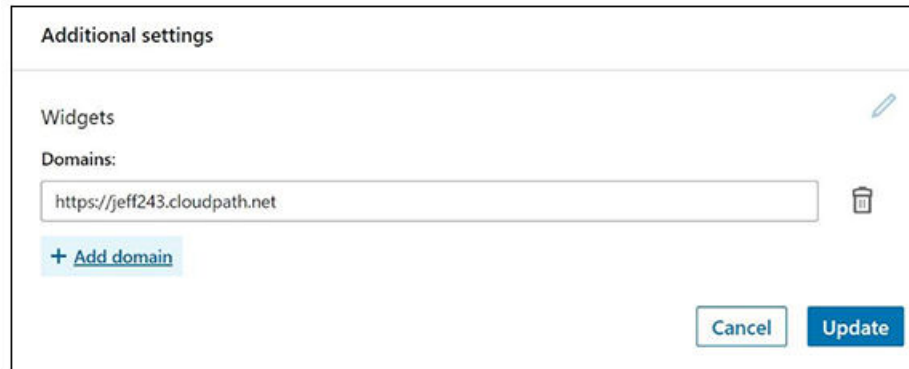 Additional settings
Widgets
Domains:
https://jeff243.cloudpath.net
+ Add domain
Cancel Update